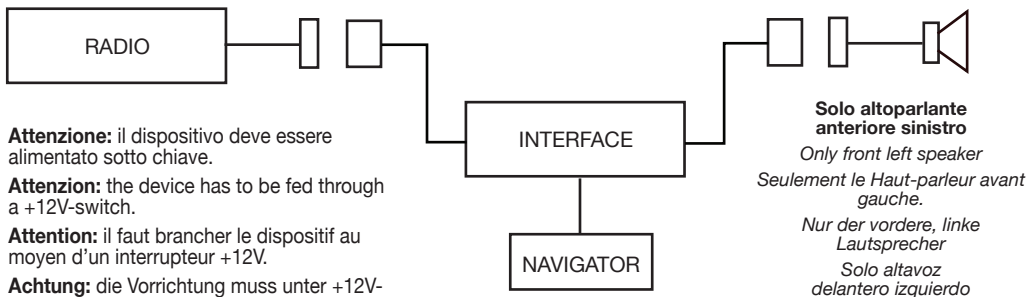 RADIO
INTERFACE
NAVIGATOR
Attenzione: il dispositivo deve essere
alimentato sotto chiave.
Attenzion: the device has to be fed through
a +12V-switch.
Attention: il faut brancher le dispositif au
moyen d'un interrupteur +12V.
Achtung: die Vorrichtung muss unter +12V-
Solo altoparlante
anteriore sinistro
Only front left speaker
Seulement le Haut-parleur avant
gauche.
Nur der vordere, linke
Lautsprecher
Solo altavoz
delantero izquierdo